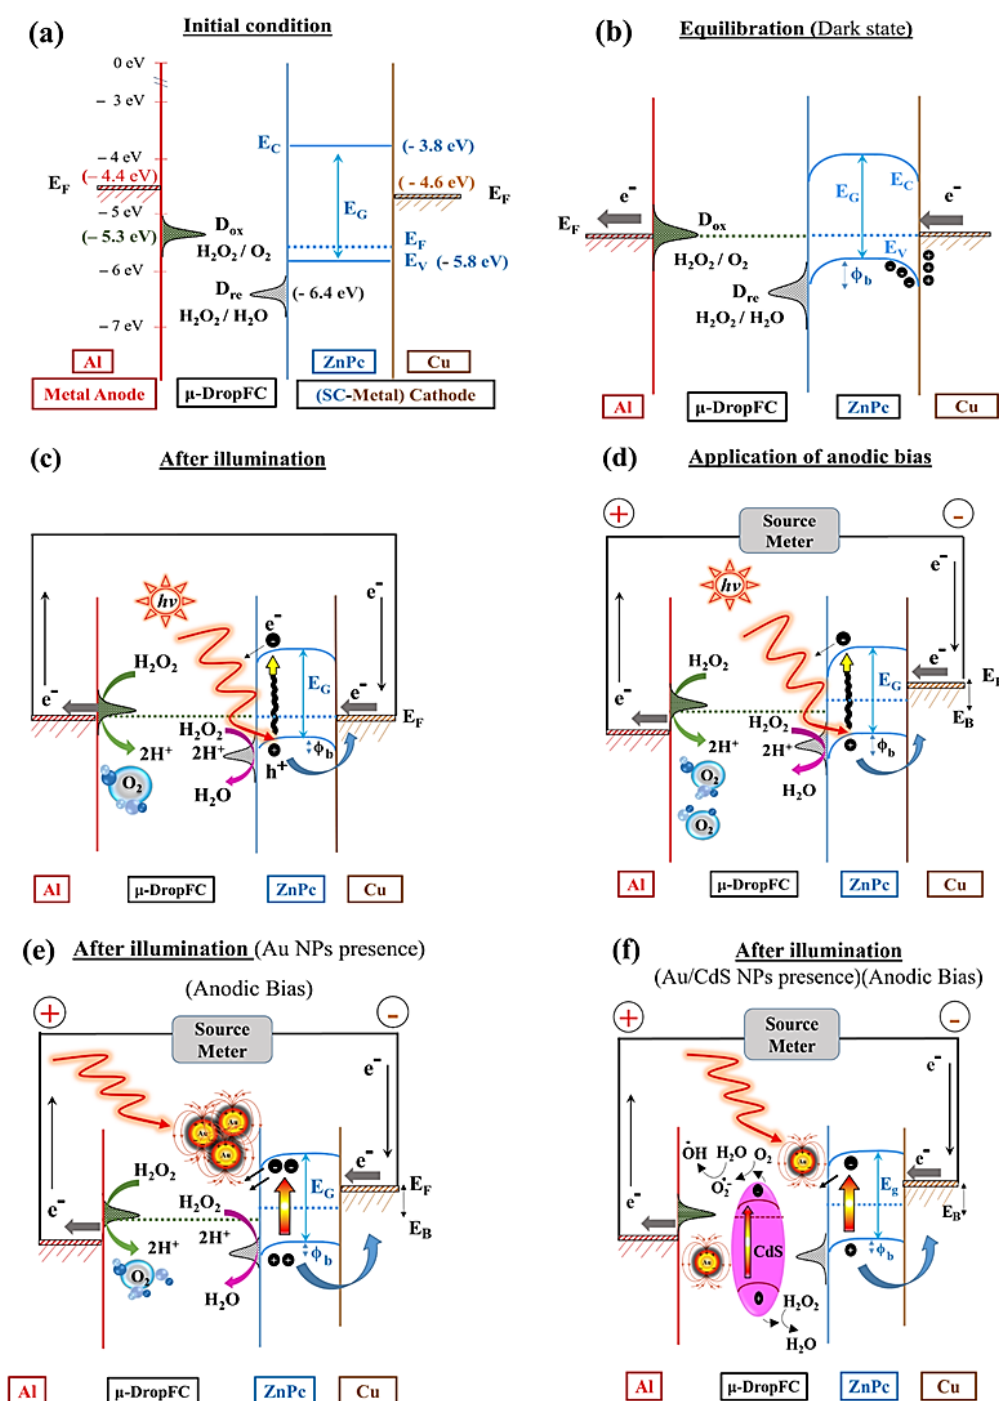 (a)
Initial condition
0 eV
– 3 eV
– 4 eV
(– 4.4 eV)
E_F
– 5 eV
(– 5.3 eV)
– 6 eV
– 7 eV
D_ox
H₂O₂ / O₂
D_re
(– 6.4 eV)
H₂O₂ / H₂O
E_C
(- 3.8 eV)
E_G
(- 4.6 eV)
E_F
E_F
E_V (- 5.8 eV)
Al
ZnPc
Cu
Metal Anode
μ-DropFC
(SC-Metal) Cathode
(b)
Equilibration (Dark state)
e⁻
E_F
D_ox
H₂O₂ / O₂
D_re
H₂O₂ / H₂O
E_C
E_G
E_V
ϕ_b
e⁻
Al
μ-DropFC
ZnPc
Cu
(c)
After illumination
hν
e⁻
e⁻
H₂O₂
e⁻
E_G
e⁻
E_F
H₂O₂
2H⁺
2H⁺
ϕ_b
h⁺
O₂
H₂O
Al
μ-DropFC
ZnPc
Cu
(d)
Application of anodic bias
+
Source
Meter
-
e⁻
hν
H₂O₂
e⁻
E_G
e⁻
E_B
H₂O₂
2H⁺
2H⁺
ϕ_b
O₂
H₂O
O₂
Al
μ-DropFC
ZnPc
Cu
(e)
After illumination (Au NPs presence)
(Anodic Bias)
+
Source
Meter
-
e⁻
Au
Au
Au
H₂O₂
e⁻
E_G
e⁻
E_F
H₂O₂
E_B
2H⁺
2H⁺
ϕ_b
O₂
H₂O
Al
μ-DropFC
ZnPc
Cu
(f)
After illumination
(Au/CdS NPs presence)(Anodic Bias)
+
Source
Meter
-
e⁻
•OH
H₂O
O₂
O₂•⁻
Au
e⁻
E_g
e⁻
E_F
E_B
Au
CdS
ϕ_b
H₂O₂
H₂O
Al
μ-DropFC
ZnPc
Cu